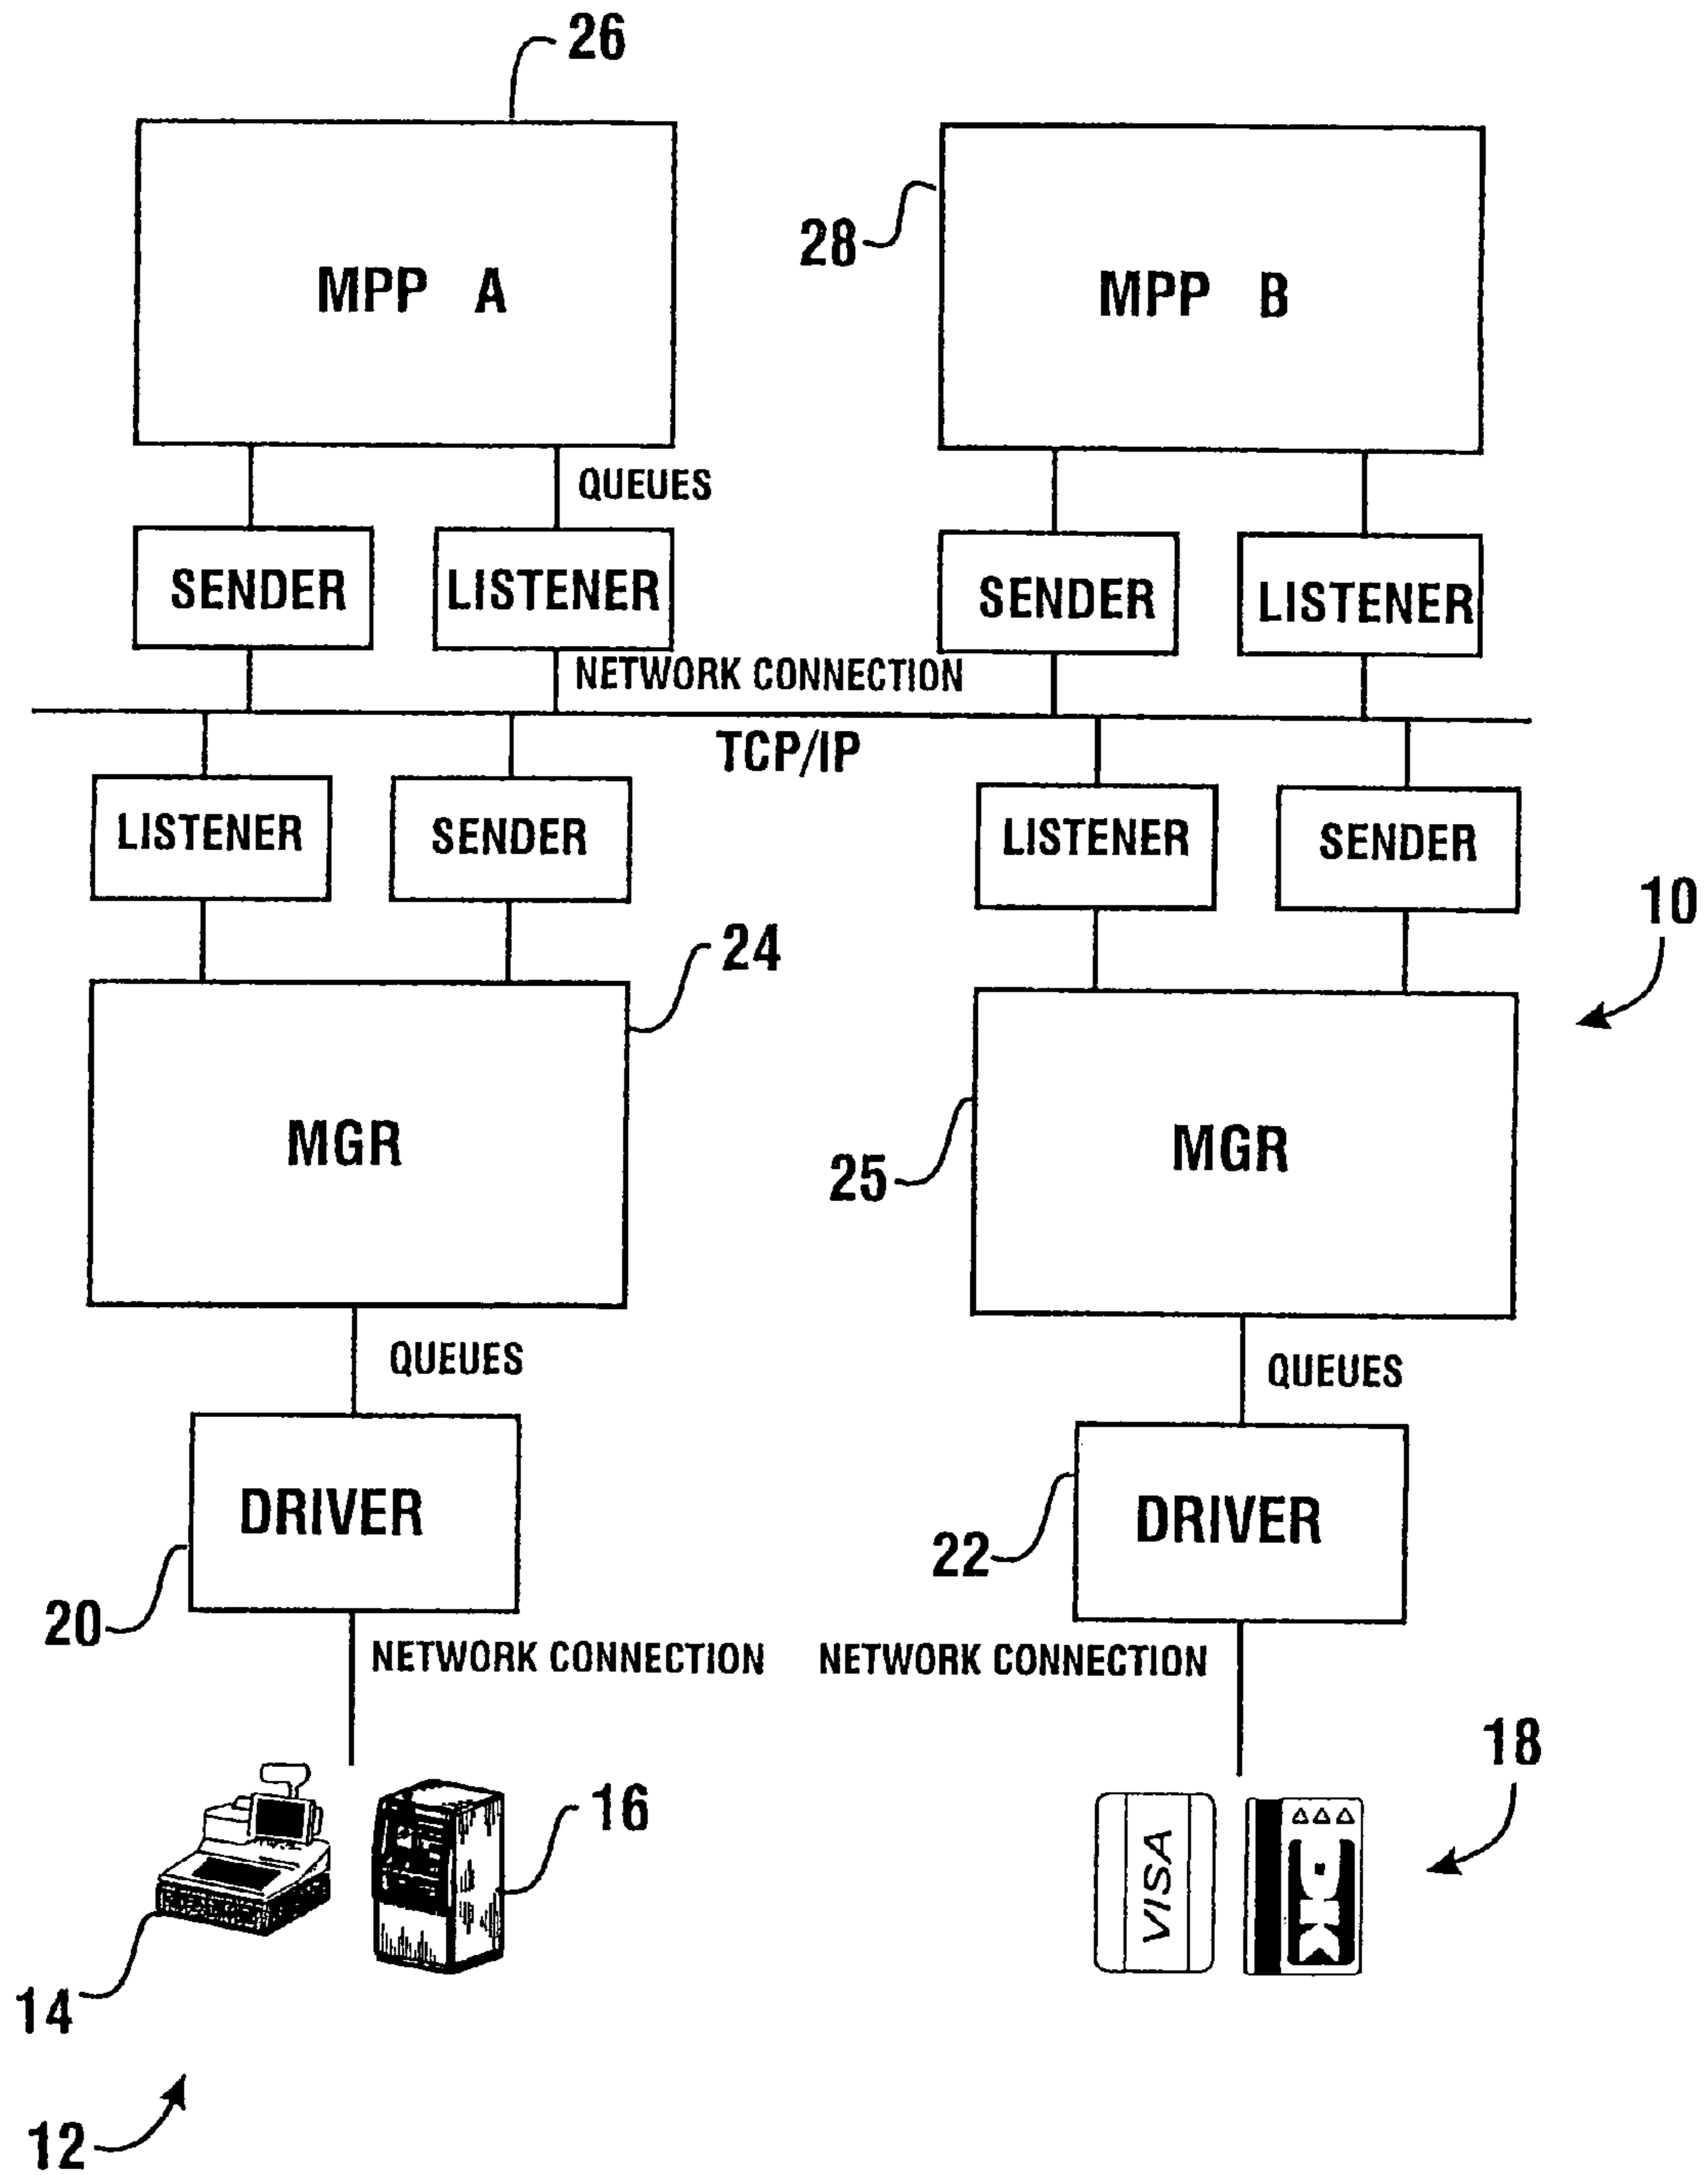 26
28
MPP A
MPP B
QUEUES
SENDER
LISTENER
SENDER
LISTENER
NETWORK CONNECTION
TCP/IP
LISTENER
SENDER
LISTENER
SENDER
10
24
MGR
25
MGR
QUEUES
QUEUES
DRIVER
DRIVER
20
22
NETWORK CONNECTION
NETWORK CONNECTION
18
16
VISA
14
12